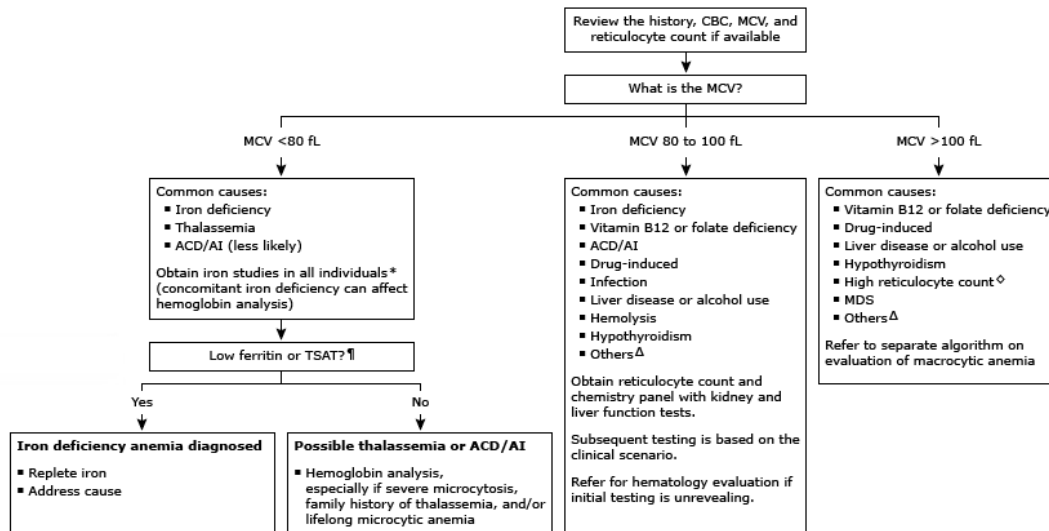 Review the history, CBC, MCV, and
reticulocyte count if available
What is the MCV?
MCV <80 fL
MCV 80 to 100 fL
MCV >100 fL
Common causes:
▪ Iron deficiency
▪ Thalassemia
▪ ACD/AI (less likely)
Obtain iron studies in all individuals*
(concomitant iron deficiency can affect
hemoglobin analysis)
Low ferritin or TSAT?¶
Yes
No
Iron deficiency anemia diagnosed
▪ Replete iron
▪ Address cause
Possible thalassemia or ACD/AI
▪ Hemoglobin analysis,
especially if severe microcytosis,
family history of thalassemia, and/or
lifelong microcytic anemia
Common causes:
▪ Iron deficiency
▪ Vitamin B12 or folate deficiency
▪ ACD/AI
▪ Drug-induced
▪ Infection
▪ Liver disease or alcohol use
▪ Hemolysis
▪ Hypothyroidism
▪ Others Δ
Obtain reticulocyte count and
chemistry panel with kidney and
liver function tests.
Subsequent testing is based on the
clinical scenario.
Refer for hematology evaluation if
initial testing is unrevealing.
Common causes:
▪ Vitamin B12 or folate deficiency
▪ Drug-induced
▪ Liver disease or alcohol use
▪ Hypothyroidism
▪ High reticulocyte count◇
▪ MDS
▪ Others Δ
Refer to separate algorithm on
evaluation of macrocytic anemia